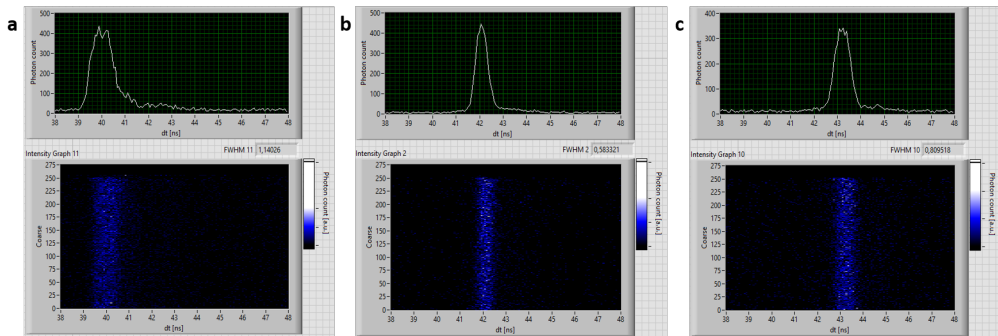 a
Photon count
500
400
300
200
100
0
38 39 40 41 42 43 44 45 46 47 48
dt [ns]
Intensity Graph 11
FWHM 11 1,14026
Coarse
275
250
225
200
175
150
125
100
75
50
25
0
38 39 40 41 42 43 44 45 46 47 48
dt [ns]
Photon count [a.u.]
b
Photon count
500
400
300
200
100
0
38 39 40 41 42 43 44 45 46 47 48
dt [ns]
Intensity Graph 2
FWHM 2 0,583321
Coarse
275
250
225
200
175
150
125
100
75
50
25
0
38 39 40 41 42 43 44 45 46 47 48
dt [ns]
Photon count [a.u.]
c
Photon count
400
300
200
100
0
38 39 40 41 42 43 44 45 46 47 48
dt [ns]
Intensity Graph 10
FWHM 10 0,809518
Coarse
275
250
225
200
175
150
125
100
75
50
25
0
38 39 40 41 42 43 44 45 46 47 48
dt [ns]
Photon count [a.u.]